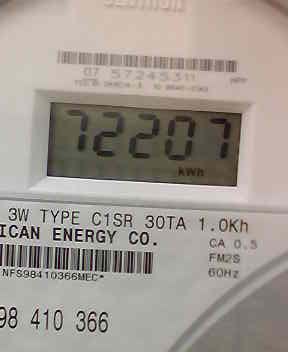 CENTRON
07 57245311
72207
kWh
3W TYPE C1SR 30TA 1.0Kh
ICAN ENERGY CO.
CA 0.5
FM2S
60Hz
NFS98410366MEC*
98 410 366